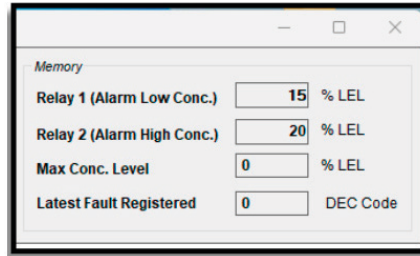 Memory
Relay 1 (Alarm Low Conc.) 15 % LEL
Relay 2 (Alarm High Conc.) 20 % LEL
Max Conc. Level 0 % LEL
Latest Fault Registered 0 DEC Code